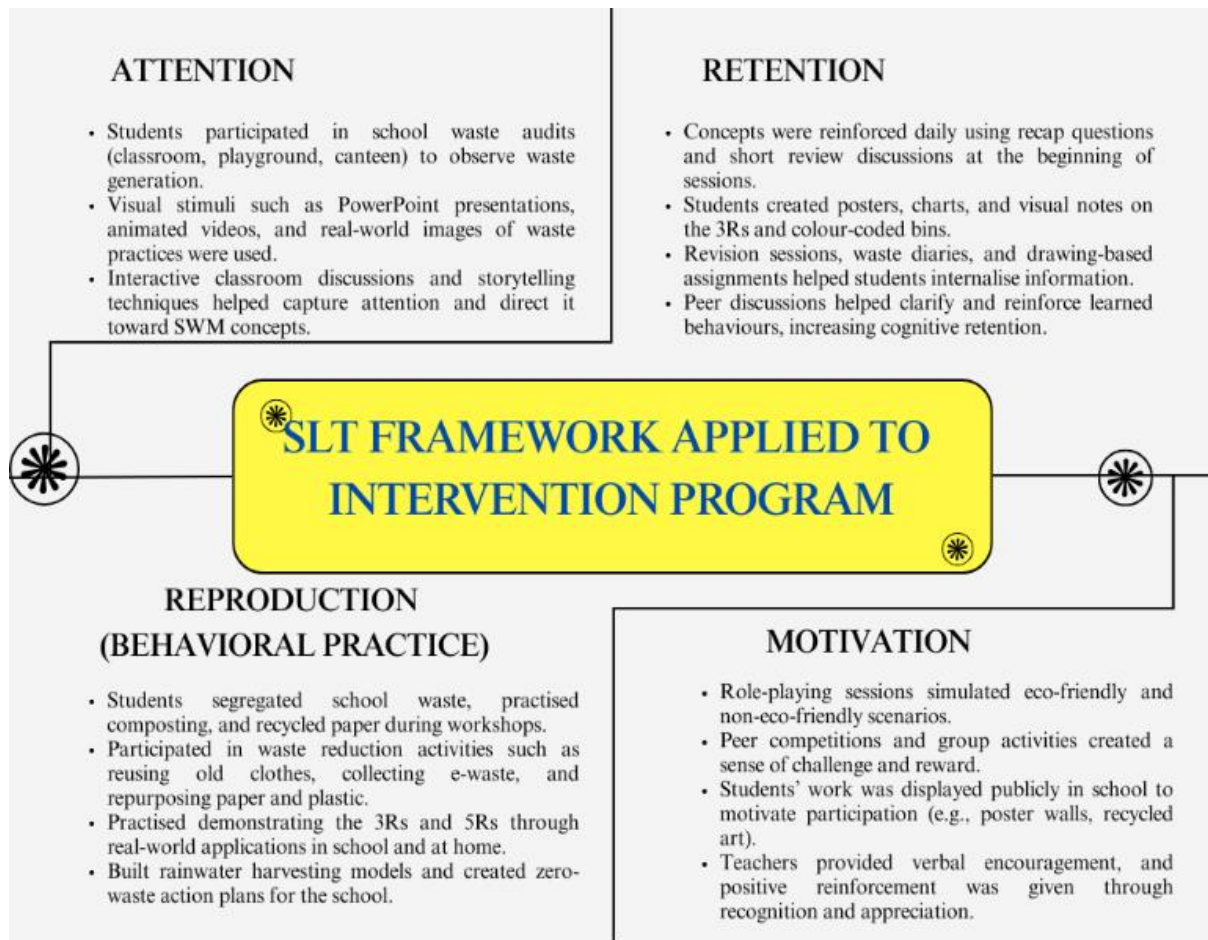 ATTENTION
• Students participated in school waste audits
(classroom, playground, canteen) to observe waste
generation.
• Visual stimuli such as PowerPoint presentations,
animated videos, and real-world images of waste
practices were used.
• Interactive classroom discussions and storytelling
techniques helped capture attention and direct it
toward SWM concepts.
RETENTION
• Concepts were reinforced daily using recap questions
and short review discussions at the beginning of
sessions.
• Students created posters, charts, and visual notes on
the 3Rs and colour-coded bins.
• Revision sessions, waste diaries, and drawing-based
assignments helped students internalise information.
• Peer discussions helped clarify and reinforce learned
behaviours, increasing cognitive retention.
SLT FRAMEWORK APPLIED TO
INTERVENTION PROGRAM
REPRODUCTION
(BEHAVIORAL PRACTICE)
• Students segregated school waste, practised
composting, and recycled paper during workshops.
• Participated in waste reduction activities such as
reusing old clothes, collecting e-waste, and
repurposing paper and plastic.
• Practised demonstrating the 3Rs and 5Rs through
real-world applications in school and at home.
• Built rainwater harvesting models and created zero-
waste action plans for the school.
MOTIVATION
• Role-playing sessions simulated eco-friendly and
non-eco-friendly scenarios.
• Peer competitions and group activities created a
sense of challenge and reward.
• Students’ work was displayed publicly in school to
motivate participation (e.g., poster walls, recycled
art).
• Teachers provided verbal encouragement, and
positive reinforcement was given through
recognition and appreciation.